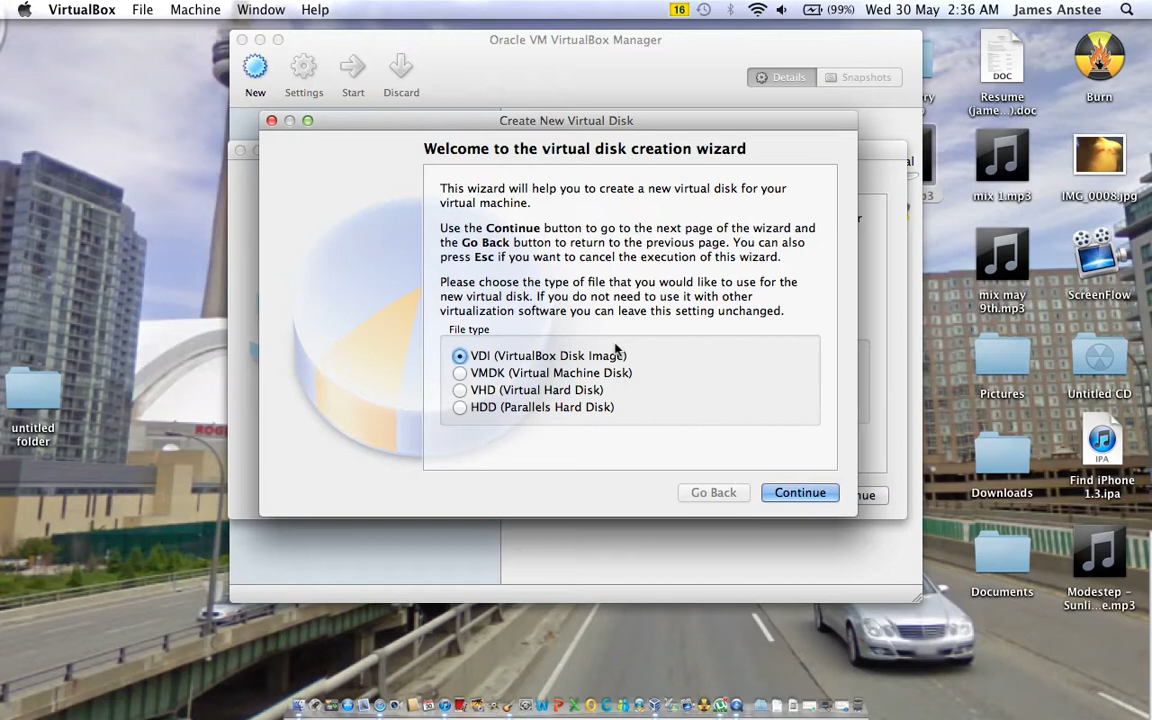 VirtualBox File Machine Window Help 16 (99%) Wed 30 May 2:36 AM James Anstee
Oracle VM VirtualBox Manager
New Settings Start Discard
Details Snapshots
Create New Virtual Disk
Welcome to the virtual disk creation wizard
This wizard will help you to create a new virtual disk for your
virtual machine.
Use the Continue button to go to the next page of the wizard and
the Go Back button to return to the previous page. You can also
press Esc if you want to cancel the execution of this wizard.
Please choose the type of file that you would like to use for the
new virtual disk. If you do not need to use it with other
virtualization software you can leave this setting unchanged.
File type
VDI (VirtualBox Disk Image)
VMDK (Virtual Machine Disk)
VHD (Virtual Hard Disk)
HDD (Parallels Hard Disk)
Go Back Continue
nue
untitled
folder
DOC
Resume
(jame...).doc
Burn
mix 1.mp3
IMG_0008.jpg
mix may
9th.mp3
ScreenFlow
Pictures
Untitled CD
Downloads
IPA
Find iPhone
1.3.ipa
Documents
Modestep –
Sunli...e.mp3